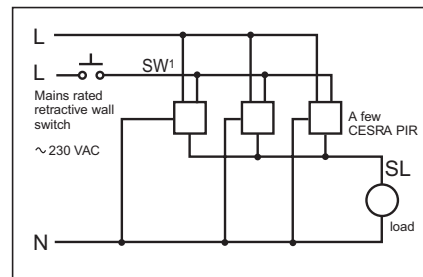 L
L
SW¹
Mains rated
retractive wall
switch
~ 230 VAC
A few
CESRA PIR
SL
load
N